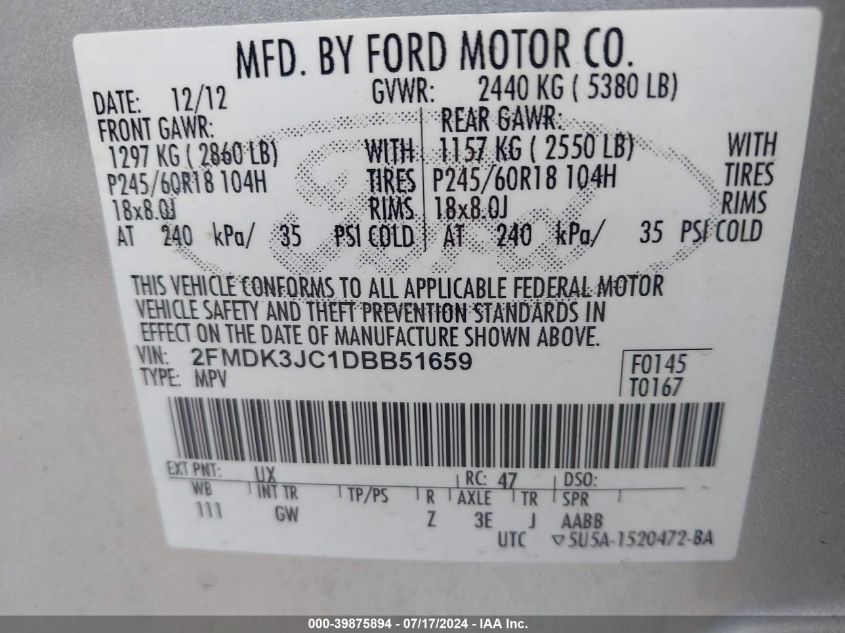 MFD. BY FORD MOTOR CO.
DATE: 12/12 GVWR: 2440 KG ( 5380 LB)
FRONT GAWR: REAR GAWR:
1297 KG ( 2860 LB) WITH 1157 KG ( 2550 LB) WITH
P245/60R18 104H TIRES P245/60R18 104H TIRES
18x8.0J RIMS 18x8.0J RIMS
AT 240 kPa/ 35 PSI COLD AT 240 kPa/ 35 PSI COLD
Ford
THIS VEHICLE CONFORMS TO ALL APPLICABLE FEDERAL MOTOR
VEHICLE SAFETY AND THEFT PREVENTION STANDARDS IN
EFFECT ON THE DATE OF MANUFACTURE SHOWN ABOVE.
VIN: 2FMDK3JC1DBB51659 F0145
TYPE: MPV T0167
EXT PNT: UX RC: 47 DSO:
WB INT TR TP/PS R AXLE TR SPR
111 GW Z 3E J AABB
UTC ▽5U5A-1520472-BA
000-39875894 - 07/17/2024 - IAA Inc.